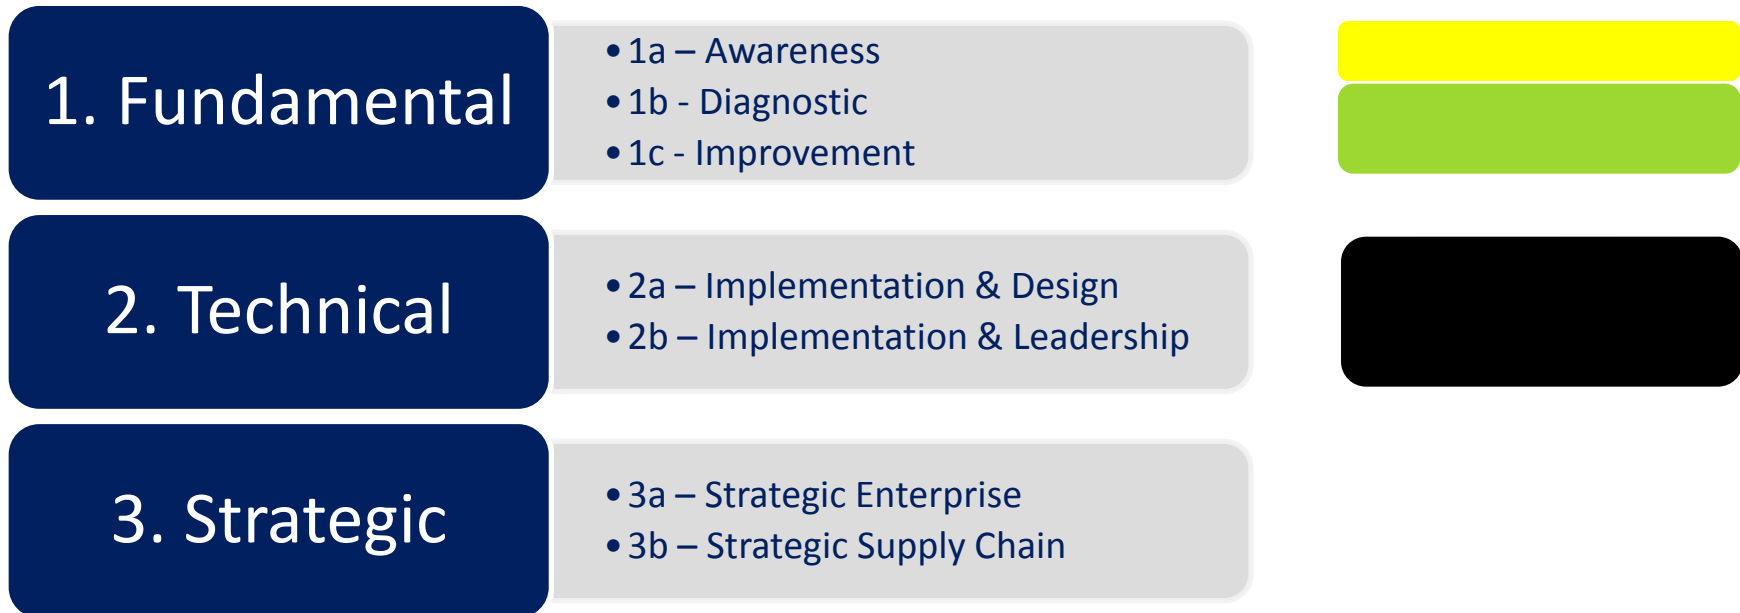 1. Fundamental
• 1a – Awareness
• 1b - Diagnostic
• 1c - Improvement
2. Technical
• 2a – Implementation & Design
• 2b – Implementation & Leadership
3. Strategic
• 3a – Strategic Enterprise
• 3b – Strategic Supply Chain